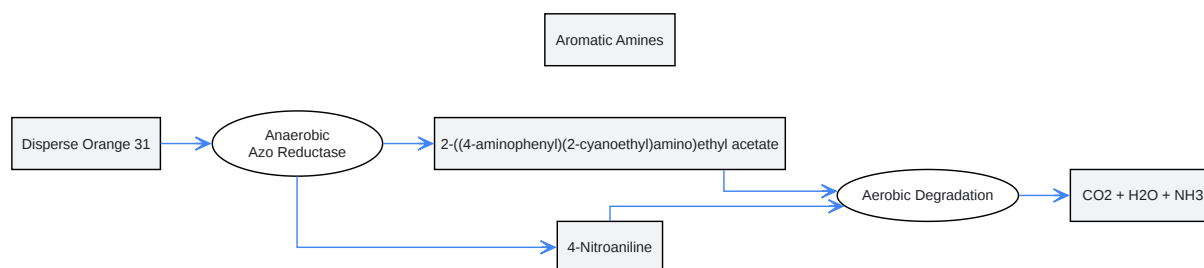 Aromatic Amines
Disperse Orange 31
Anaerobic
Azo Reductase
2-((4-aminophenyl)(2-cyanoethyl)amino)ethyl acetate
Aerobic Degradation
CO2 + H2O + NH3
4-Nitroaniline